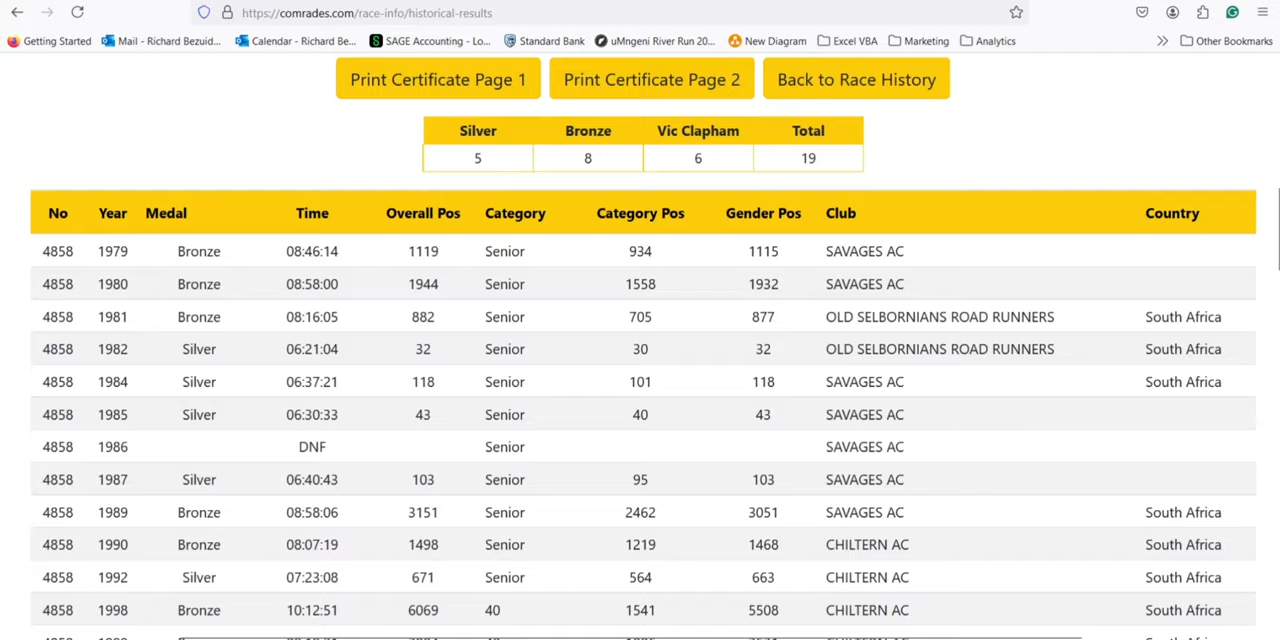 https://comrades.com/race-info/historical-results
Getting Started Mail - Richard Bezuid... Calendar - Richard Be... SAGE Accounting - Lo... Standard Bank uMngeni River Run 20... New Diagram Excel VBA Marketing Analytics Other Bookmarks
Print Certificate Page 1 Print Certificate Page 2 Back to Race History
Silver Bronze Vic Clapham Total
5 8 6 19
No Year Medal Time Overall Pos Category Category Pos Gender Pos Club Country
4858 1979 Bronze 08:46:14 1119 Senior 934 1115 SAVAGES AC
4858 1980 Bronze 08:58:00 1944 Senior 1558 1932 SAVAGES AC
4858 1981 Bronze 08:16:05 882 Senior 705 877 OLD SELBORNIANS ROAD RUNNERS South Africa
4858 1982 Silver 06:21:04 32 Senior 30 32 OLD SELBORNIANS ROAD RUNNERS South Africa
4858 1984 Silver 06:37:21 118 Senior 101 118 SAVAGES AC South Africa
4858 1985 Silver 06:30:33 43 Senior 40 43 SAVAGES AC
4858 1986 DNF Senior SAVAGES AC
4858 1987 Silver 06:40:43 103 Senior 95 103 SAVAGES AC
4858 1989 Bronze 08:58:06 3151 Senior 2462 3051 SAVAGES AC South Africa
4858 1990 Bronze 08:07:19 1498 Senior 1219 1468 CHILTERN AC South Africa
4858 1992 Silver 07:23:08 671 Senior 564 663 CHILTERN AC South Africa
4858 1998 Bronze 10:12:51 6069 40 1541 5508 CHILTERN AC South Africa